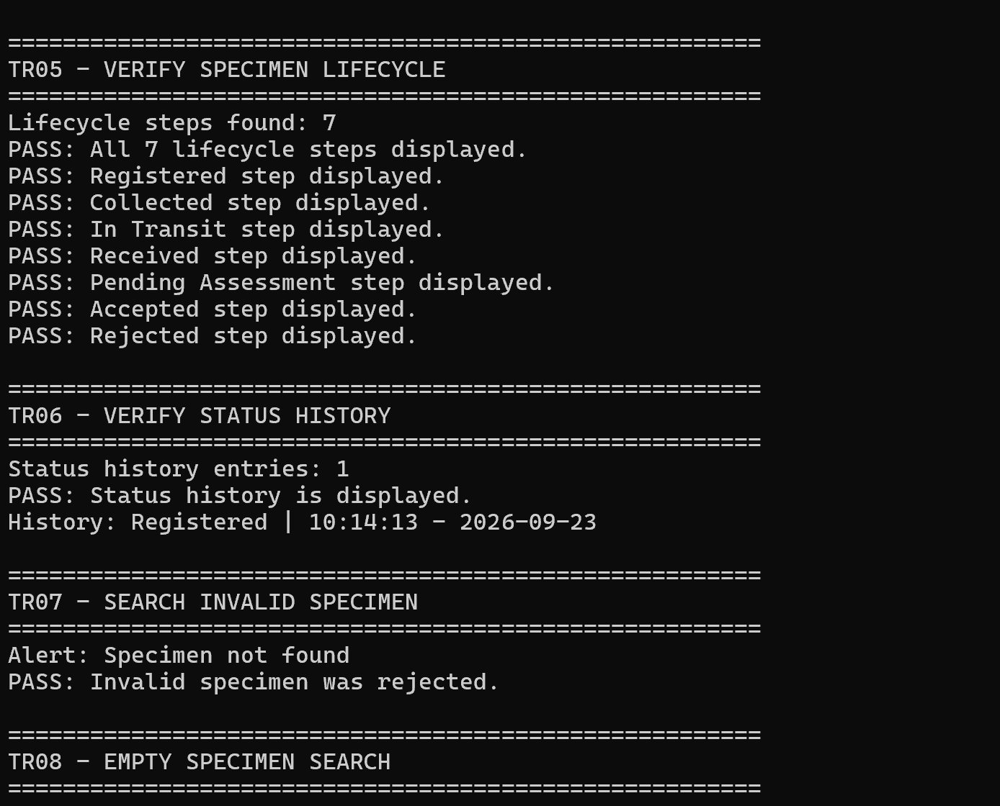 =======================================================
TR05 - VERIFY SPECIMEN LIFECYCLE
=======================================================
Lifecycle steps found: 7
PASS: All 7 lifecycle steps displayed.
PASS: Registered step displayed.
PASS: Collected step displayed.
PASS: In Transit step displayed.
PASS: Received step displayed.
PASS: Pending Assessment step displayed.
PASS: Accepted step displayed.
PASS: Rejected step displayed.
=======================================================
TR06 - VERIFY STATUS HISTORY
=======================================================
Status history entries: 1
PASS: Status history is displayed.
History: Registered | 10:14:13 - 2026-09-23
=======================================================
TR07 - SEARCH INVALID SPECIMEN
=======================================================
Alert: Specimen not found
PASS: Invalid specimen was rejected.
=======================================================
TR08 - EMPTY SPECIMEN SEARCH
=======================================================